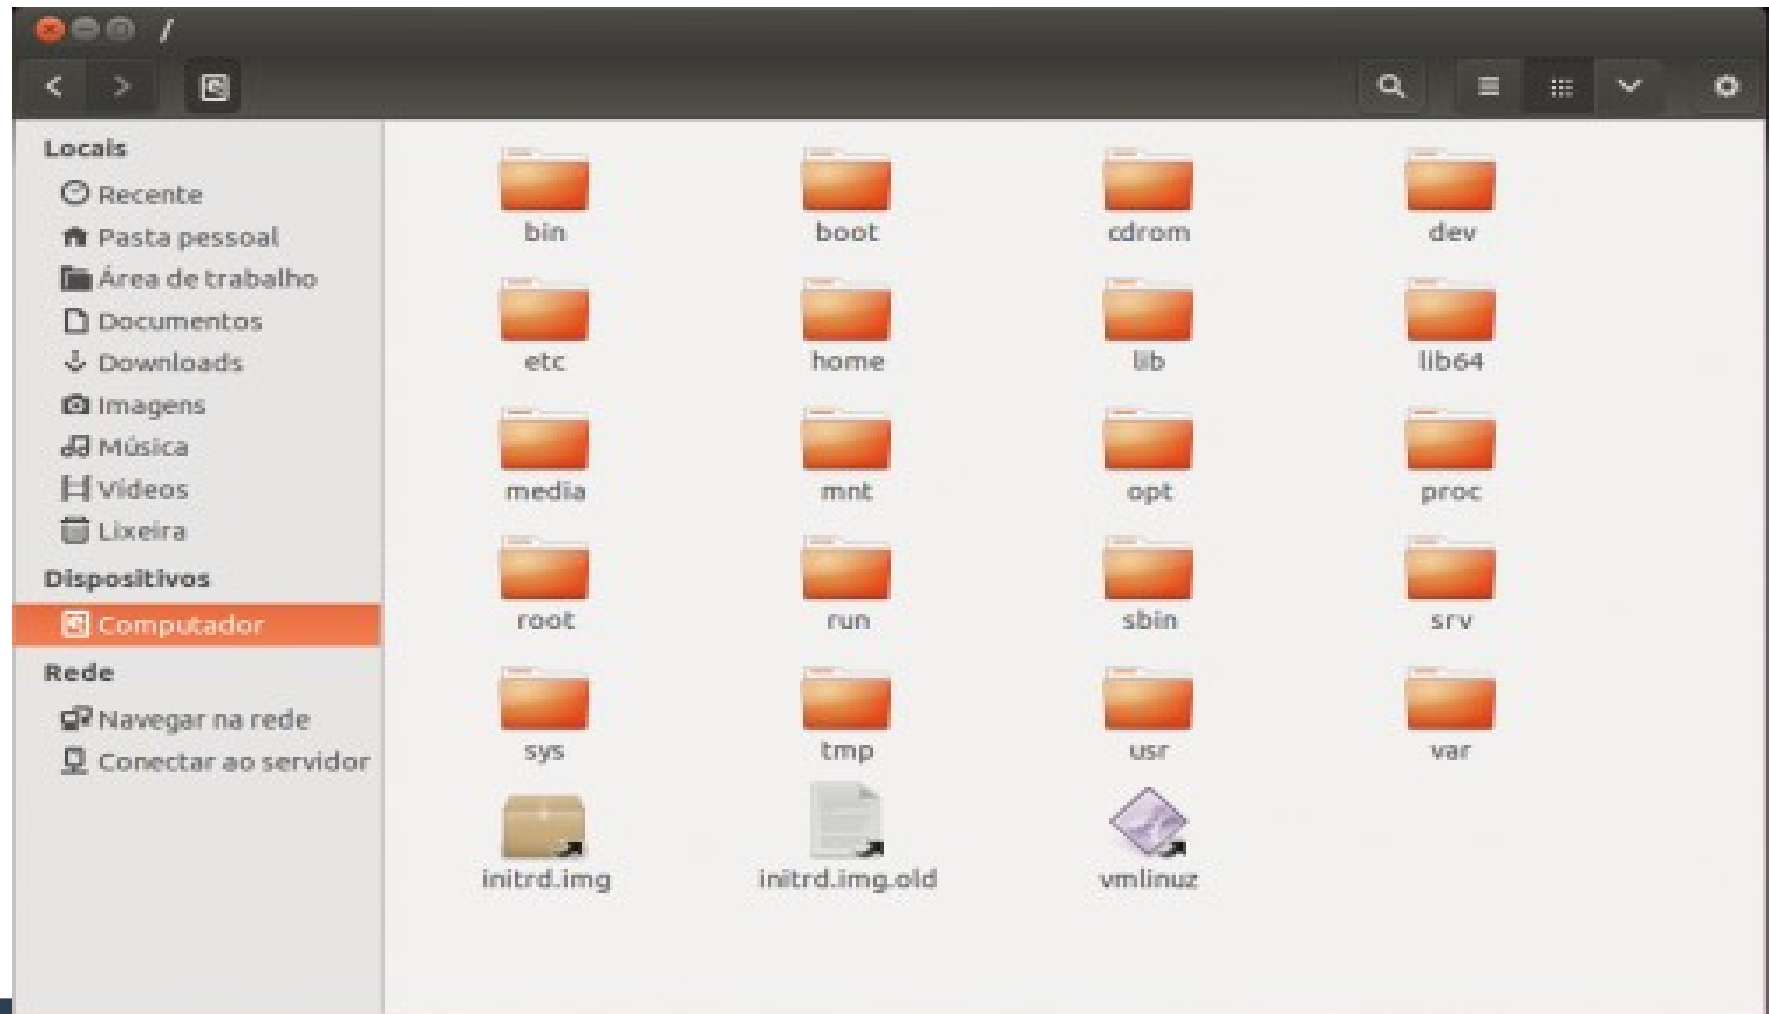 /
Locais
Recente
Pasta pessoal
Área de trabalho
Documentos
Downloads
Imagens
Música
Vídeos
Lixeira
Dispositivos
Computador
Rede
Navegar na rede
Conectar ao servidor
bin boot cdrom dev
etc home lib lib64
media mnt opt proc
root run sbin srv
sys tmp usr var
initrd.img initrd.img.old vmlinuz